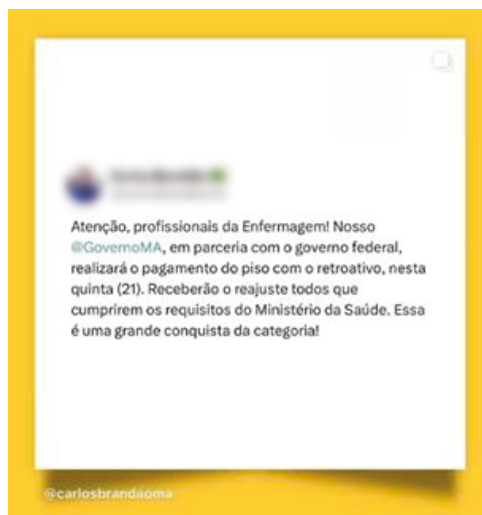 Atenção, profissionais da Enfermagem! Nosso
@GovernoMA, em parceria com o governo federal,
realizará o pagamento do piso com o retroativo, nesta
quinta (21). Receberão o reajuste todos que
cumprirem os requisitos do Ministério da Saúde. Essa
é uma grande conquista da categoria!
@carlosbrandaoma